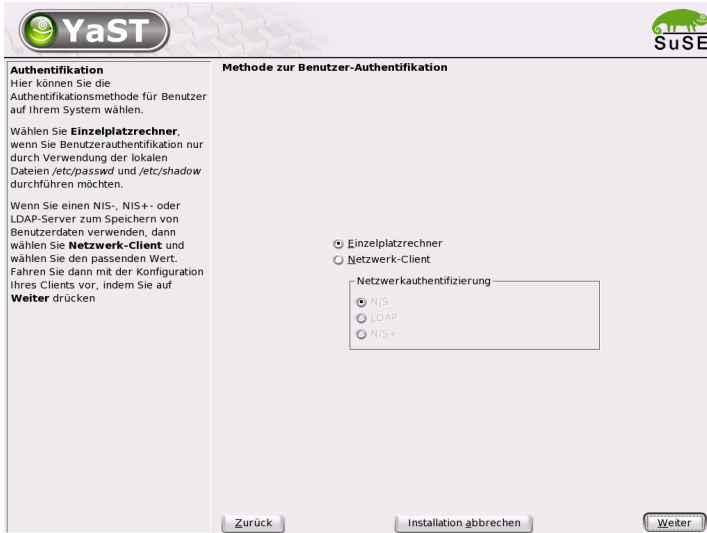 YaST
SuSE
Authentifikation
Hier können Sie die
Authentifikationsmethode für Benutzer
auf Ihrem System wählen.
Wählen Sie Einzelplatzrechner,
wenn Sie Benutzerauthentifikation nur
durch Verwendung der lokalen
Dateien /etc/passwd und /etc/shadow
durchführen möchten.
Wenn Sie einen NIS-, NIS+- oder
LDAP-Server zum Speichern von
Benutzerdaten verwenden, dann
wählen Sie Netzwerk-Client und
wählen Sie den passenden Wert.
Fahren Sie dann mit der Konfiguration
Ihres Clients vor, indem Sie auf
Weiter drücken
Methode zur Benutzer-Authentifikation
Einzelplatzrechner
Netzwerk-Client
Netzwerkauthentifizierung
NIS
LDAP
NIS+
Zurück
Installation abbrechen
Weiter